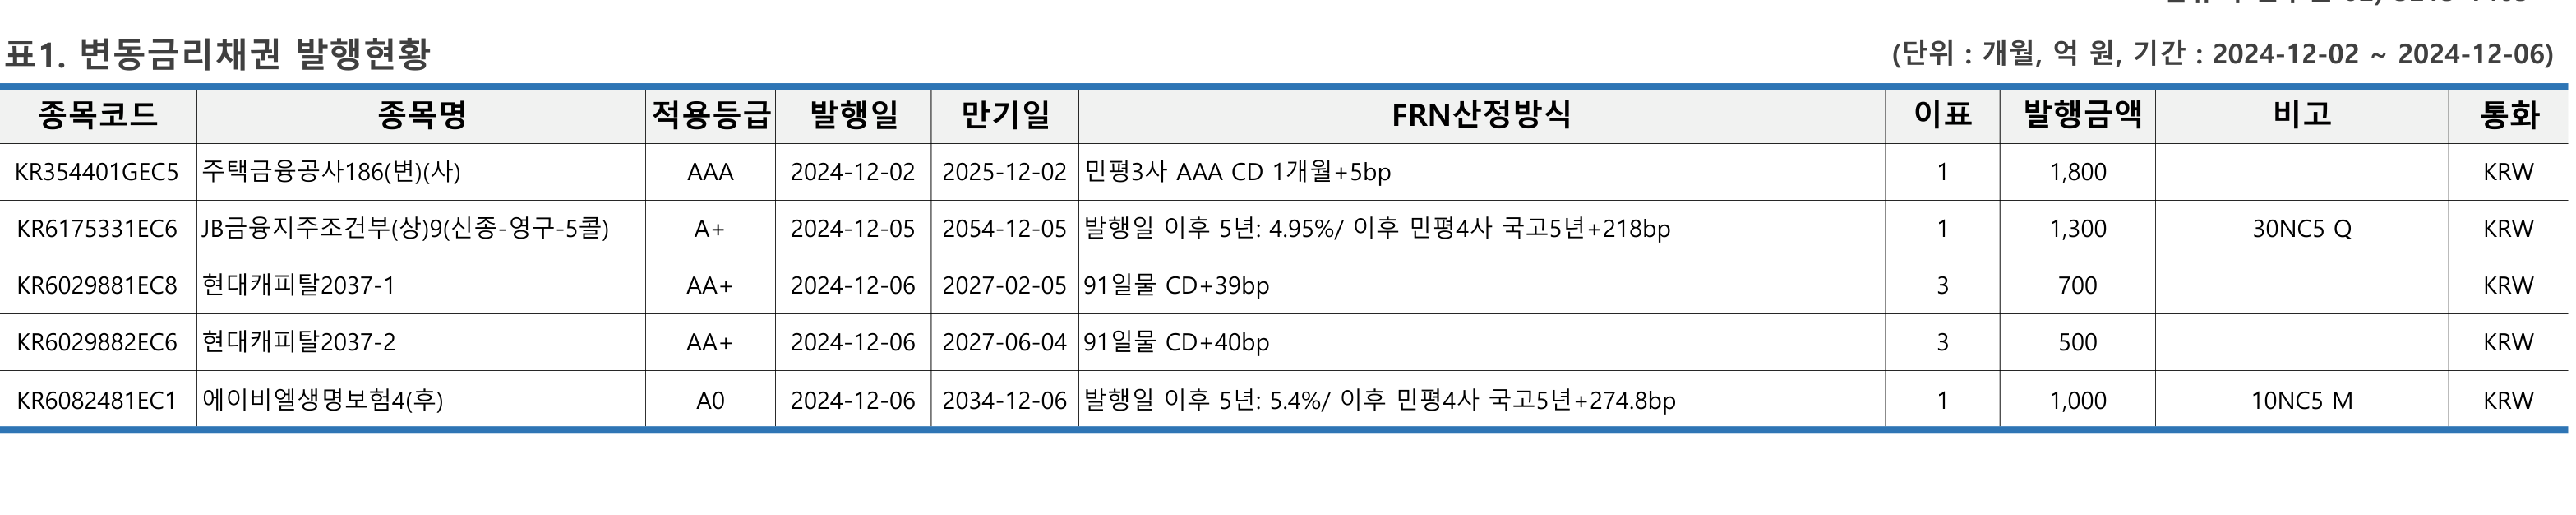 표1. 변동금리채권 발행현황 (단위 : 개월, 억 원, 기간 : 2024-12-02 ~ 2024-12-06)
종목코드 종목명 적용등급 발행일 만기일 FRN산정방식 이표 발행금액 비고 통화
KR354401GEC5 주택금융공사186(변)(사) AAA 2024-12-02 2025-12-02 민평3사 AAA CD 1개월+5bp 1 1,800 KRW
KR6175331EC6 JB금융지주조건부(상)9(신종-영구-5콜) A+ 2024-12-05 2054-12-05 발행일 이후 5년: 4.95%/ 이후 민평4사 국고5년+218bp 1 1,300 30NC5 Q KRW
KR6029881EC8 현대캐피탈2037-1 AA+ 2024-12-06 2027-02-05 91일물 CD+39bp 3 700 KRW
KR6029882EC6 현대캐피탈2037-2 AA+ 2024-12-06 2027-06-04 91일물 CD+40bp 3 500 KRW
KR6082481EC1 에이비엘생명보험4(후) A0 2024-12-06 2034-12-06 발행일 이후 5년: 5.4%/ 이후 민평4사 국고5년+274.8bp 1 1,000 10NC5 M KRW